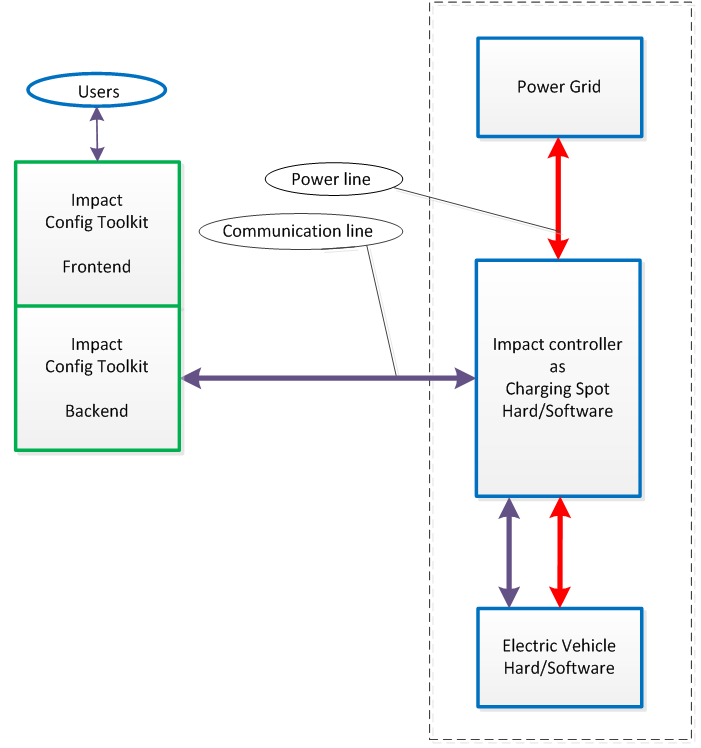 Users
Impact
Config Toolkit
Frontend
Impact
Config Toolkit
Backend
Power line
Communication line
Power Grid
Impact controller
as
Charging Spot
Hard/Software
Electric Vehicle
Hard/Software